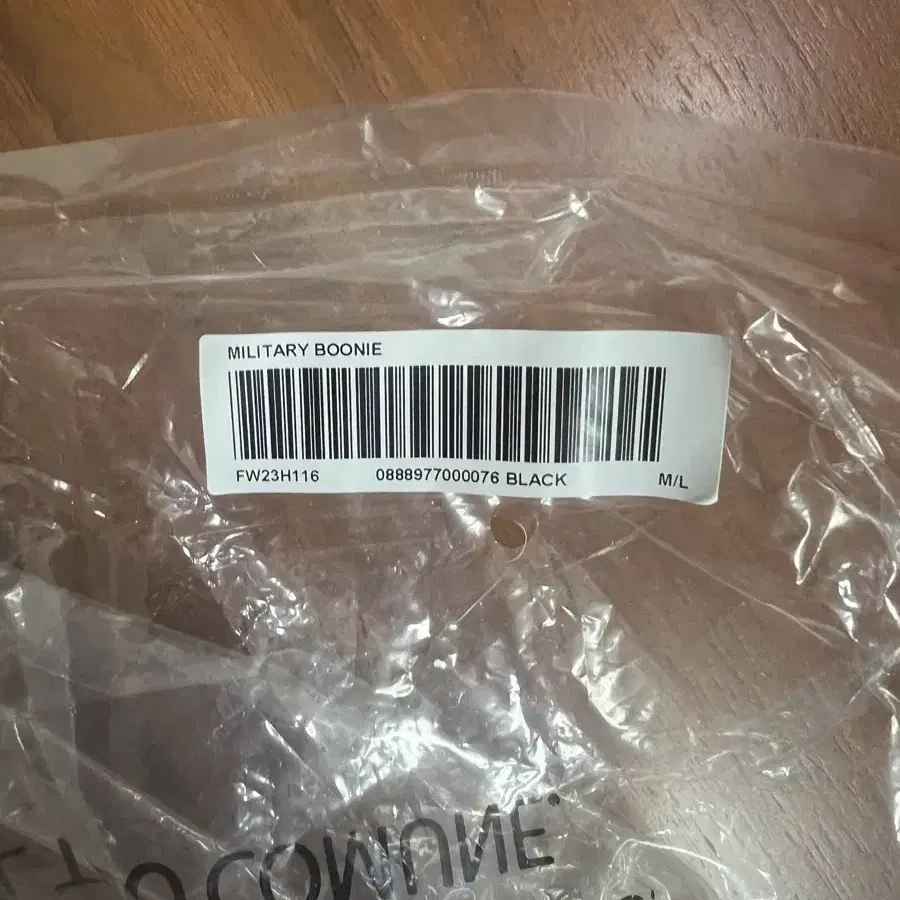 MILITARY BOONIE
FW23H116 0888977000076 BLACK M/L